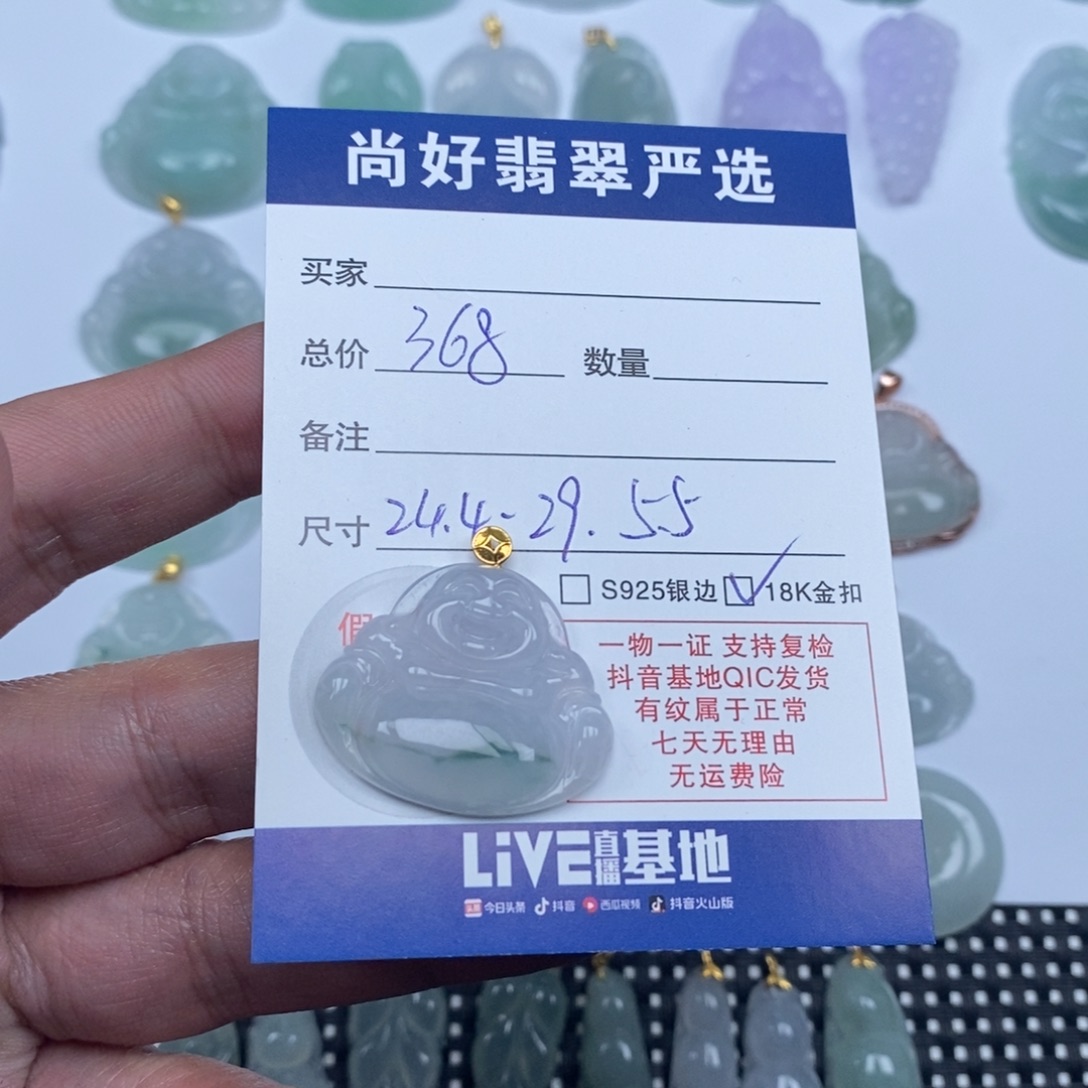 尚好翡翠严选
买家
总价 368 数量
备注
尺寸 24.4-29.5.5
S925银边 18K金扣
假
一物一证 支持复检
抖音基地QIC发货
有纹属于正常
七天无理由
无运费险
LiVE直播基地
头条 今日头条 抖音 西瓜视频 抖音火山版